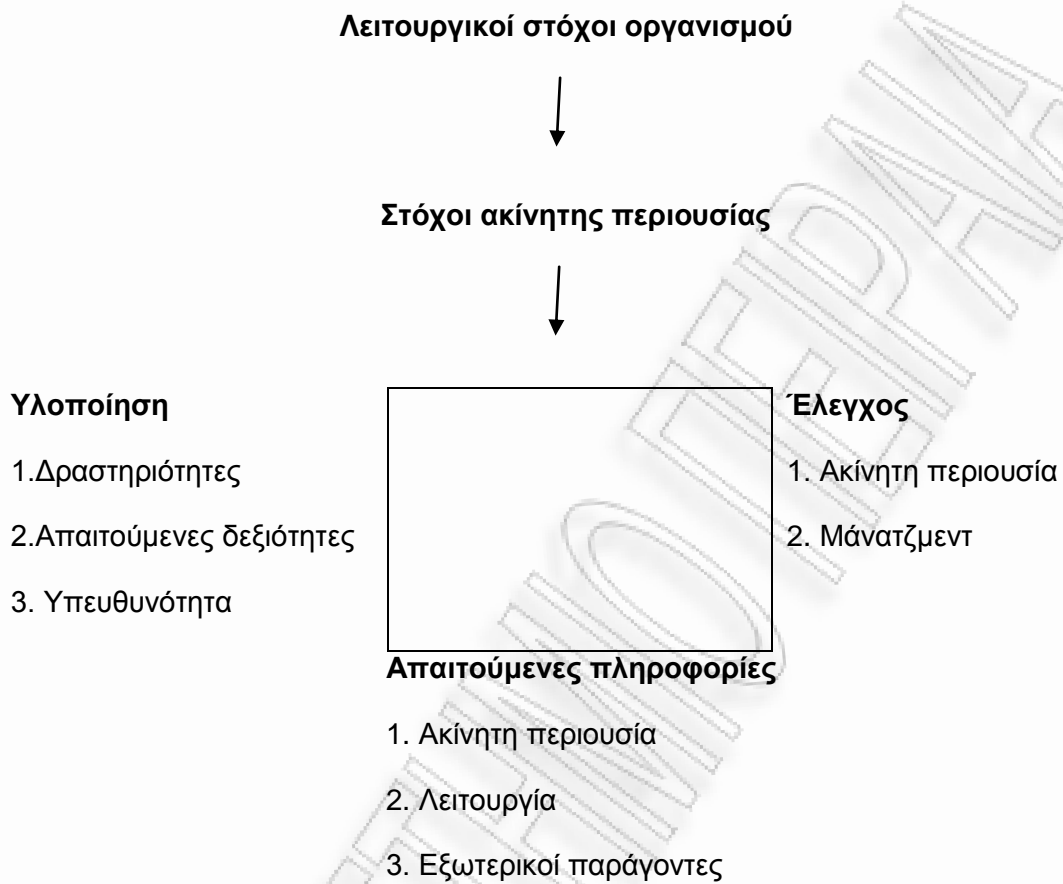 Λειτουργικοί στόχοι οργανισμού
Στόχοι ακίνητης περιουσίας
Υλοποίηση
1.Δραστηριότητες
2.Απαιτούμενες δεξιότητες
3. Υπευθυνότητα
Έλεγχος
1. Ακίνητη περιουσία
2. Μάνατζμεντ
Απαιτούμενες πληροφορίες
1. Ακίνητη περιουσία
2. Λειτουργία
3. Εξωτερικοί παράγοντες